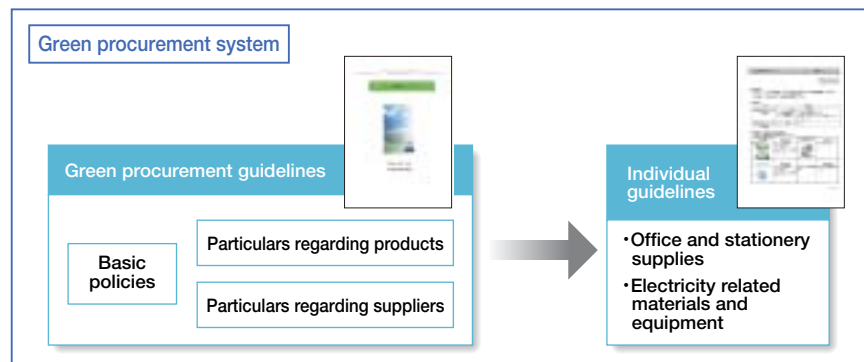 Green procurement system
Green procurement guidelines
Basic
policies
Particulars regarding products
Particulars regarding suppliers
Individual
guidelines
・Office and stationery
supplies
・Electricity related
materials and
equipment